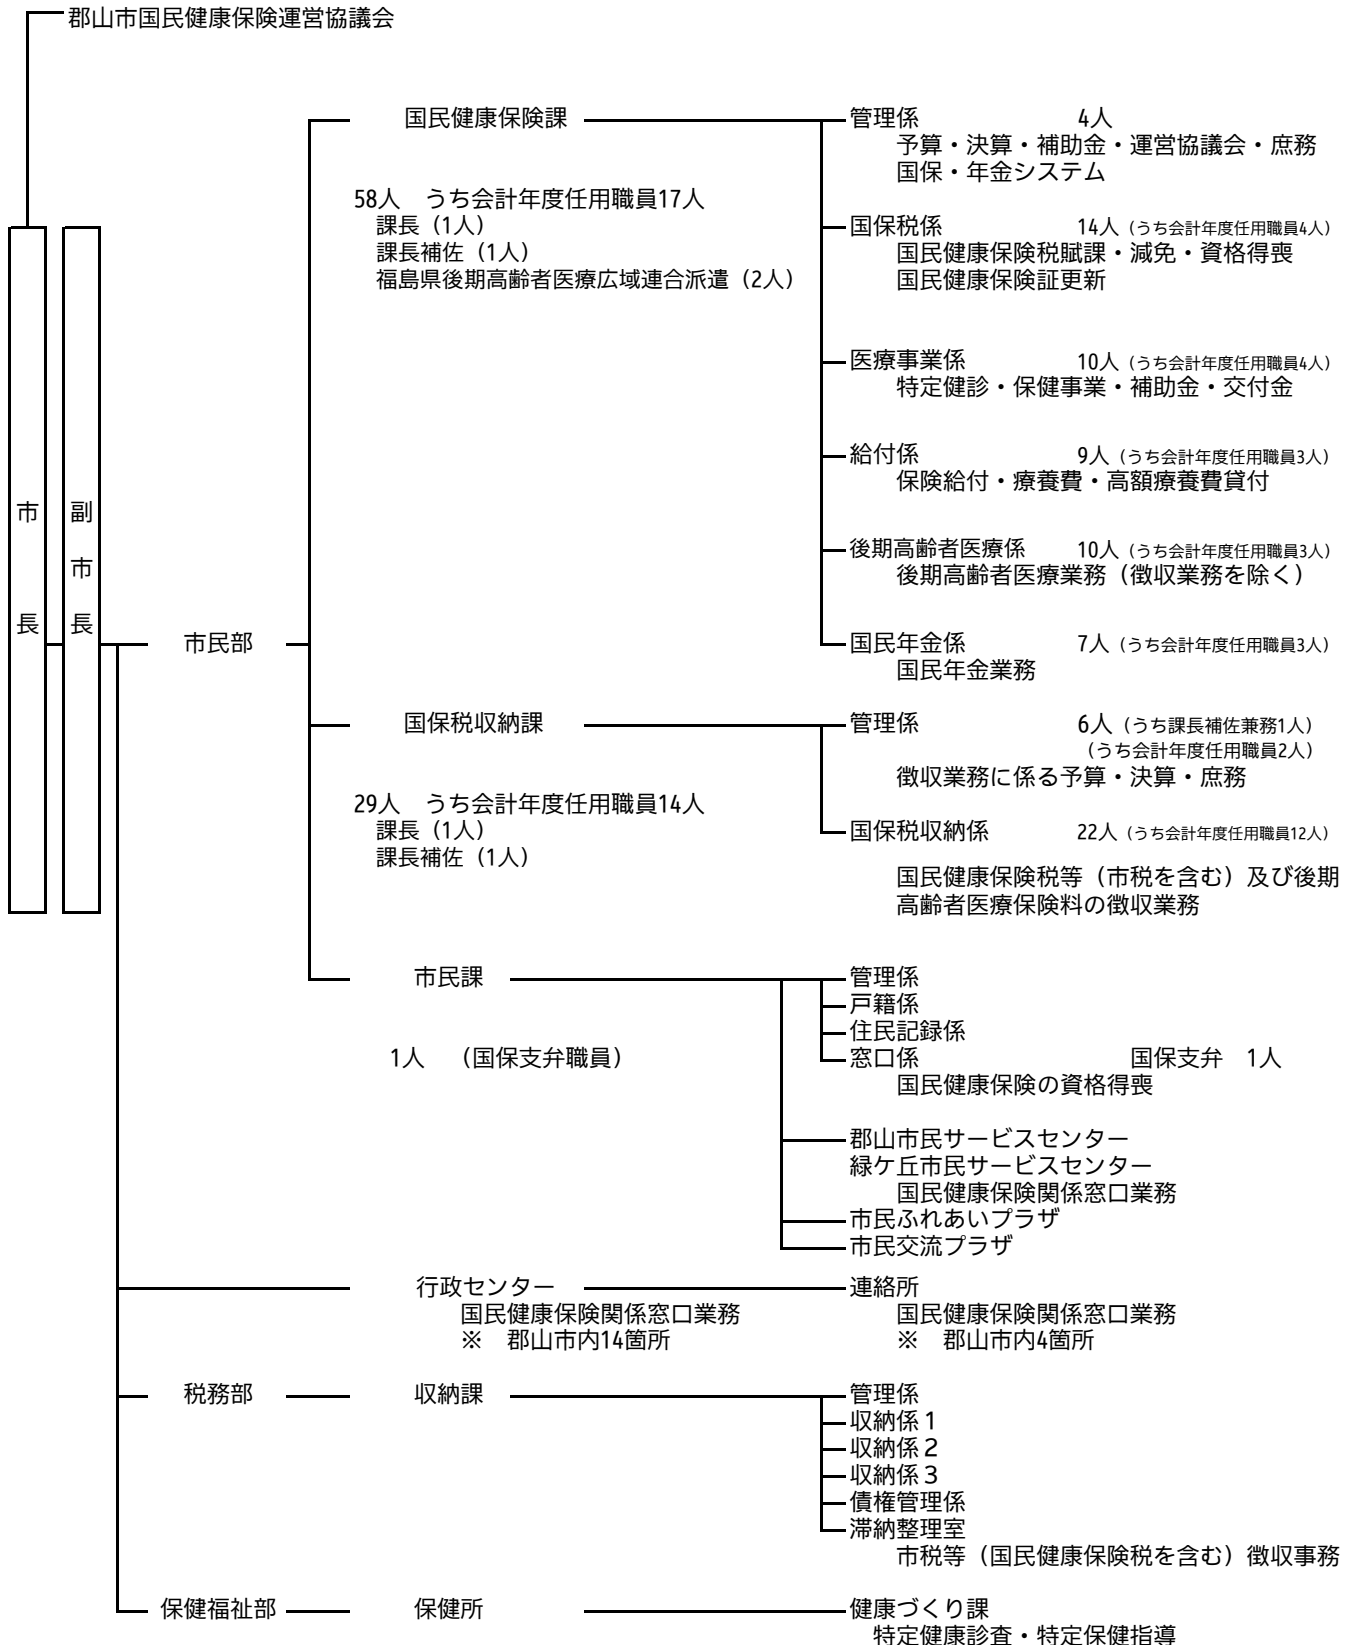 郡山市国民健康保険運営協議会
市長
副市長
市民部
国民健康保険課
58人 うち会計年度任用職員17人
課長（1人）
課長補佐（1人）
福島県後期高齢者医療広域連合派遣（2人）
管理係 4人
予算・決算・補助金・運営協議会・庶務
国保・年金システム
国保税係 14人（うち会計年度任用職員4人）
国民健康保険税賦課・減免・資格得喪
国民健康保険証更新
医療事業係 10人（うち会計年度任用職員4人）
特定健診・保健事業・補助金・交付金
給付係 9人（うち会計年度任用職員3人）
保険給付・療養費・高額療養費貸付
後期高齢者医療係 10人（うち会計年度任用職員3人）
後期高齢者医療業務（徴収業務を除く）
国民年金係 7人（うち会計年度任用職員3人）
国民年金業務
国保税収納課
29人 うち会計年度任用職員14人
課長（1人）
課長補佐（1人）
管理係 6人（うち課長補佐兼務1人）
（うち会計年度任用職員2人）
徴収業務に係る予算・決算・庶務
国保税収納係 22人（うち会計年度任用職員12人）
国民健康保険税等（市税を含む）及び後期
高齢者医療保険料の徴収業務
市民課
1人 （国保支弁職員）
管理係
戸籍係
住民記録係
窓口係 国保支弁 1人
国民健康保険の資格得喪
郡山市民サービスセンター
緑ケ丘市民サービスセンター
国民健康保険関係窓口業務
市民ふれあいプラザ
市民交流プラザ
行政センター
国民健康保険関係窓口業務
※ 郡山市内14箇所
連絡所
国民健康保険関係窓口業務
※ 郡山市内4箇所
税務部
収納課
管理係
収納係１
収納係２
収納係３
債権管理係
滞納整理室
市税等（国民健康保険税を含む）徴収事務
保健福祉部
保健所
健康づくり課
特定健康診査・特定保健指導